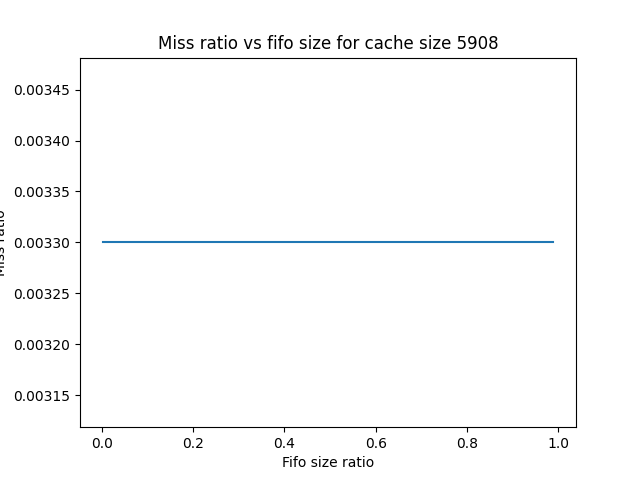 Miss ratio vs fifo size for cache size 5908
0.00345
0.00340
0.00335
0.00330
0.00325
0.00320
0.00315
Miss ratio
0.0 0.2 0.4 0.6 0.8 1.0
Fifo size ratio